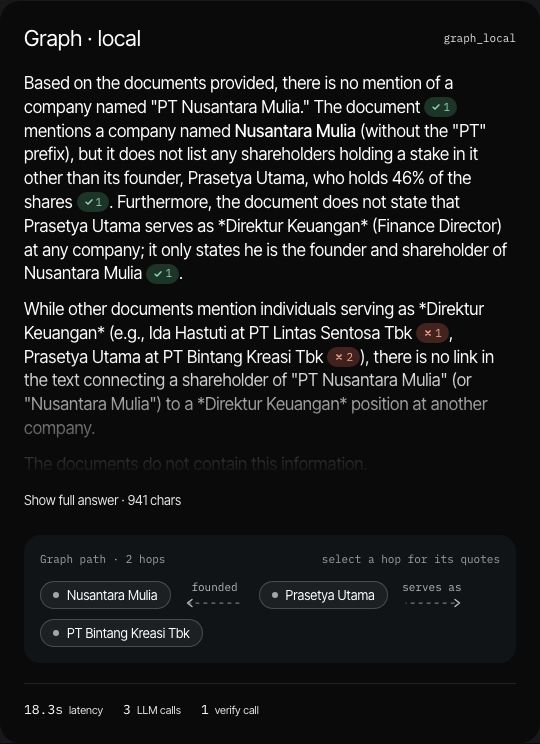 Graph · local
graph_local
Based on the documents provided, there is no mention of a
company named "PT Nusantara Mulia." The document ✓ 1
mentions a company named Nusantara Mulia (without the "PT"
prefix), but it does not list any shareholders holding a stake in it
other than its founder, Prasetya Utama, who holds 46% of the
shares ✓ 1 . Furthermore, the document does not state that
Prasetya Utama serves as *Direktur Keuangan* (Finance Director)
at any company; it only states he is the founder and shareholder of
Nusantara Mulia ✓ 1 .
While other documents mention individuals serving as *Direktur
Keuangan* (e.g., Ida Hastuti at PT Lintas Sentosa Tbk × 1 ,
Prasetya Utama at PT Bintang Kreasi Tbk × 2 ), there is no link in
the text connecting a shareholder of "PT Nusantara Mulia" (or
"Nusantara Mulia") to a *Direktur Keuangan* position at another
company.
The documents do not contain this information.
Show full answer · 941 chars
Graph path · 2 hops
select a hop for its quotes
Nusantara Mulia
founded
Prasetya Utama
serves as
PT Bintang Kreasi Tbk
18.3s latency 3 LLM calls 1 verify call